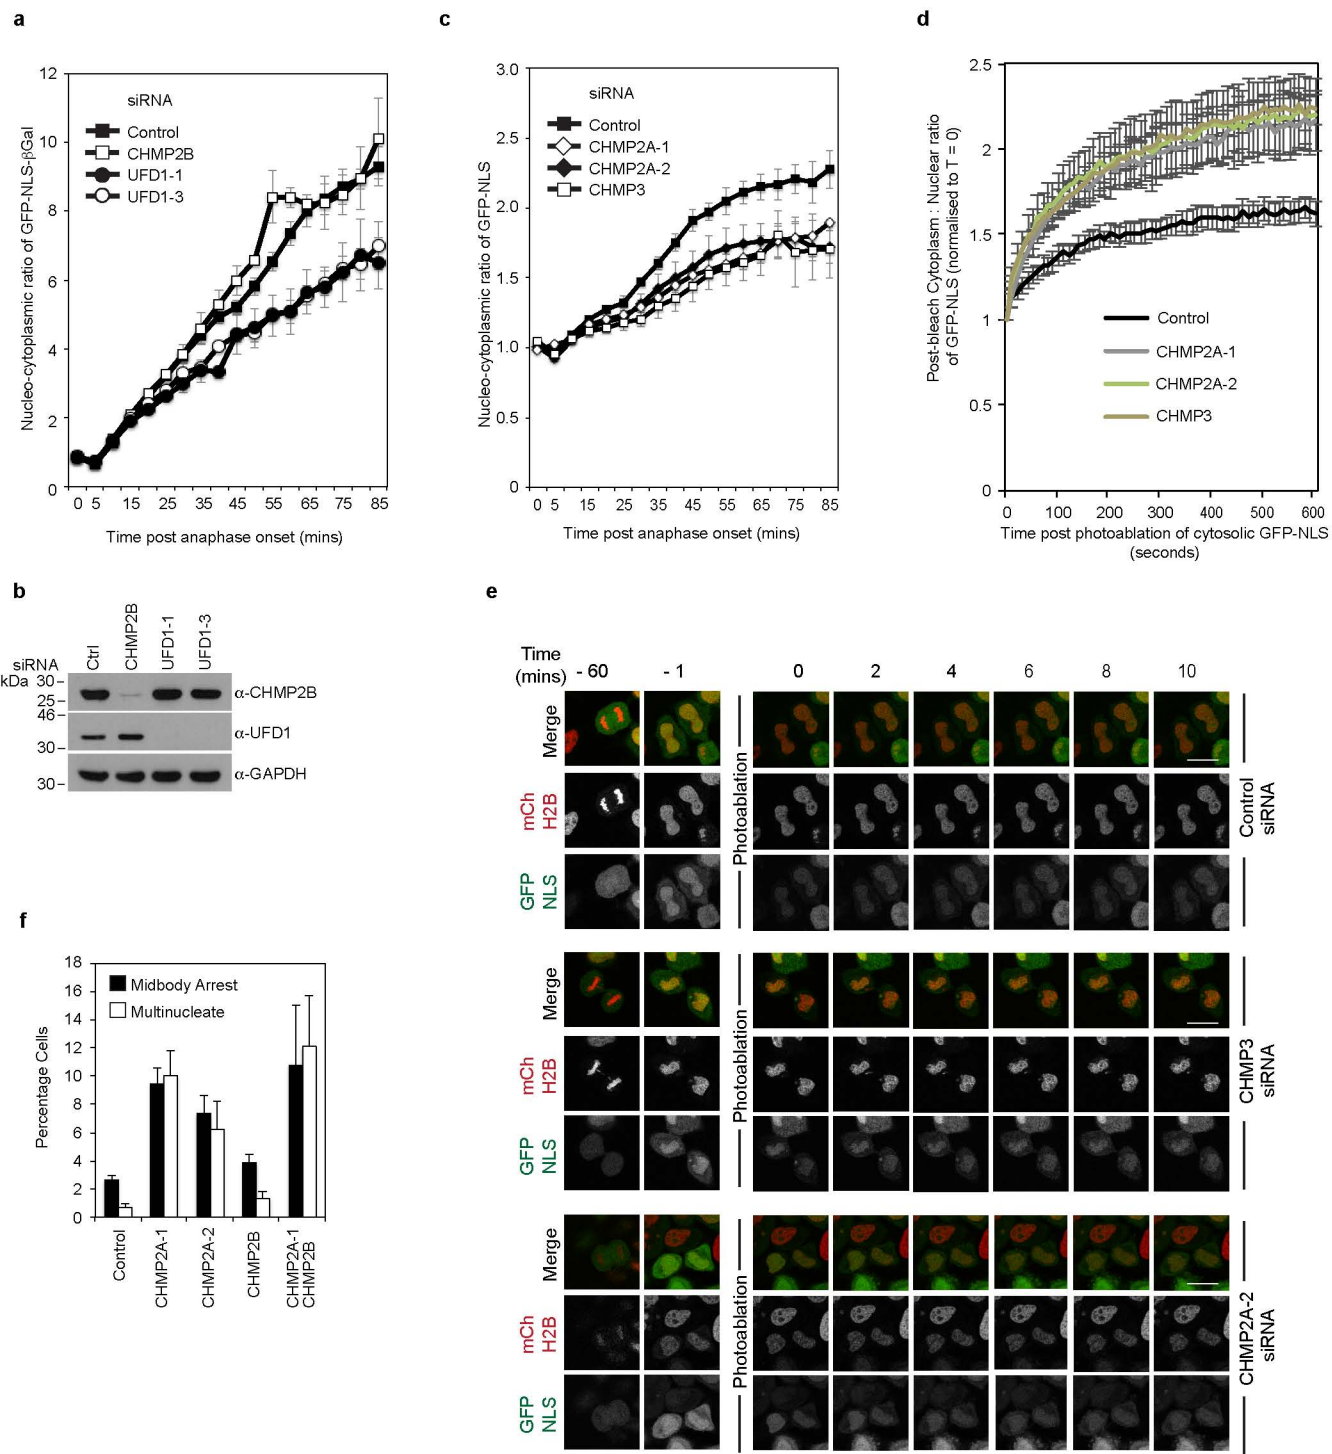 a
12
10
8
6
4
2
0
siRNA
Control
CHMP2B
UFD1-1
UFD1-3
Nucleo-cytoplasmic ratio of GFP-NLS-βGal
0 5 15 25 35 45 55 65 75 85
Time post anaphase onset (mins)
c
3.0
2.5
2.0
1.5
1.0
0.5
0
siRNA
Control
CHMP2A-1
CHMP2A-2
CHMP3
Nucleo-cytoplasmic ratio of GFP-NLS
0 5 15 25 35 45 55 65 75 85
Time post anaphase onset (mins)
d
2.5
2
1.5
1
0.5
0
Post-bleach Cytoplasm : Nuclear ratio
of GFP-NLS (normalised to T = 0)
Control
CHMP2A-1
CHMP2A-2
CHMP3
0 100 200 300 400 500 600
Time post photoablation of cytosolic GFP-NLS
(seconds)
b
siRNA
Ctrl
CHMP2B
UFD1-1
UFD1-3
kDa
30
25
α-CHMP2B
46
30
α-UFD1
30
α-GAPDH
e
Time
(mins)
- 60 - 1 0 2 4 6 8 10
Merge
mCh
H2B
GFP
NLS
Photoablation
Control
siRNA
Merge
mCh
H2B
GFP
NLS
Photoablation
CHMP3
siRNA
Merge
mCh
H2B
GFP
NLS
Photoablation
CHMP2A-2
siRNA
f
18
16
14
12
10
8
6
4
2
0
Percentage Cells
Midbody Arrest
Multinucleate
Control
CHMP2A-1
CHMP2A-2
CHMP2B
CHMP2A-1
CHMP2B